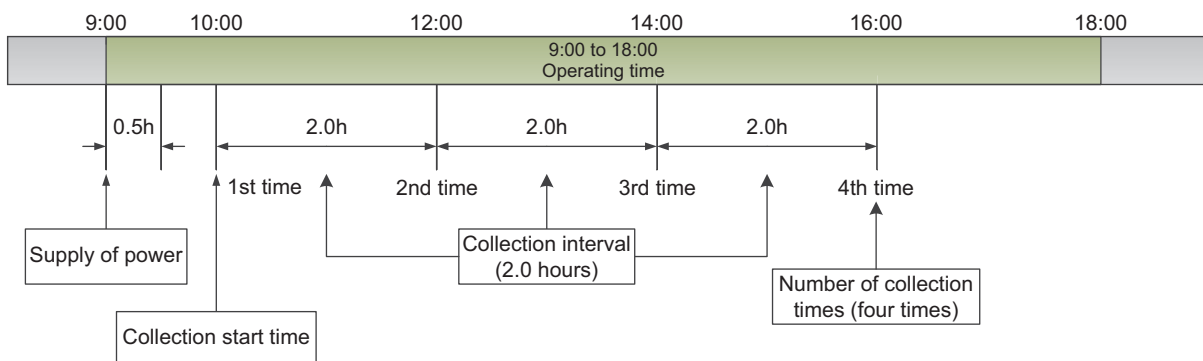 9:00
10:00
12:00
14:00
16:00
18:00
9:00 to 18:00
Operating time
0.5h
2.0h
2.0h
2.0h
1st time
2nd time
3rd time
4th time
Supply of power
Collection interval
(2.0 hours)
Number of collection
times (four times)
Collection start time